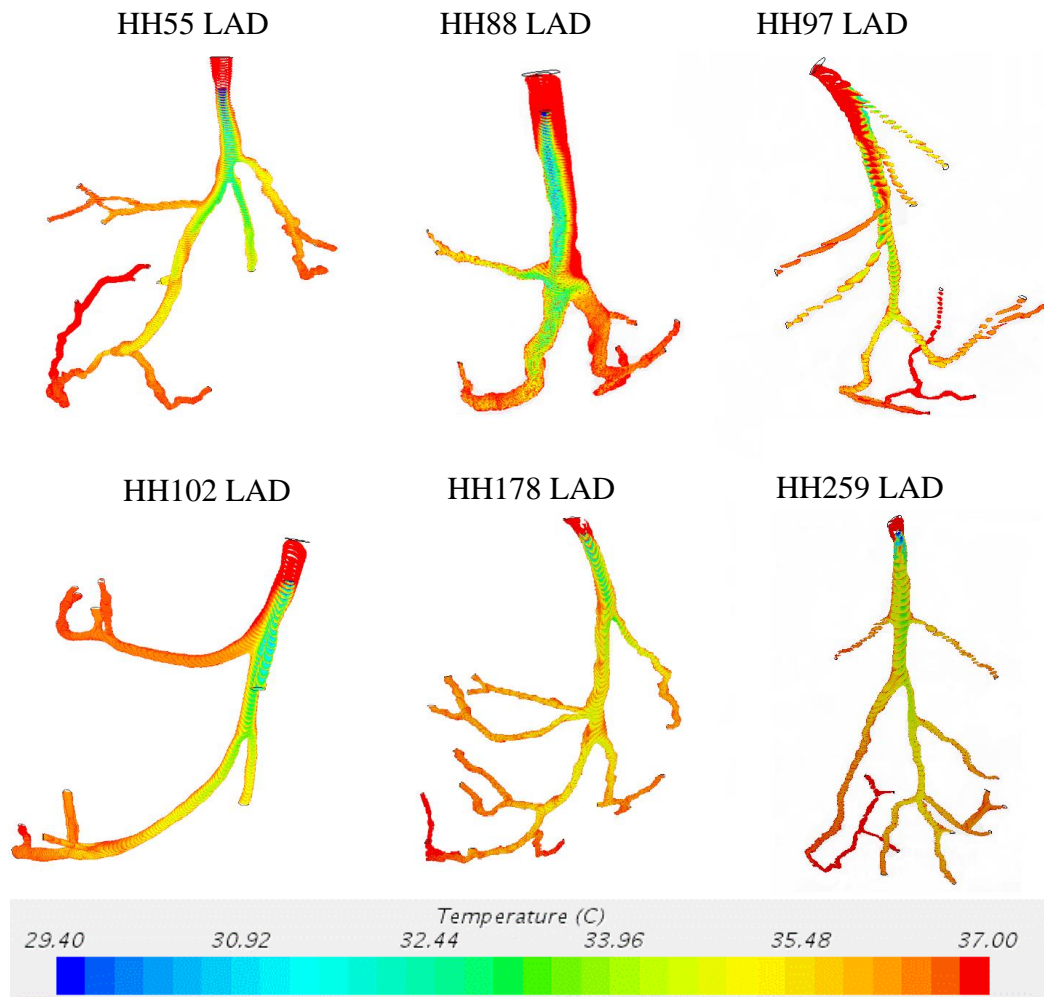 HH55 LAD HH88 LAD HH97 LAD
HH102 LAD HH178 LAD HH259 LAD
Temperature (C)
29.40 30.92 32.44 33.96 35.48 37.00